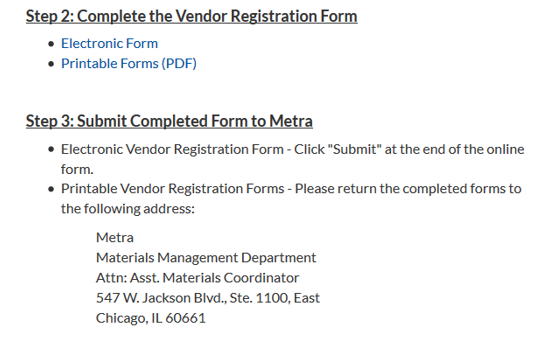 Step 2: Complete the Vendor Registration Form
• Electronic Form
• Printable Forms (PDF)
Step 3: Submit Completed Form to Metra
• Electronic Vendor Registration Form - Click "Submit" at the end of the online
form.
• Printable Vendor Registration Forms - Please return the completed forms to
the following address:
Metra
Materials Management Department
Attn: Asst. Materials Coordinator
547 W. Jackson Blvd., Ste. 1100, East
Chicago, IL 60661